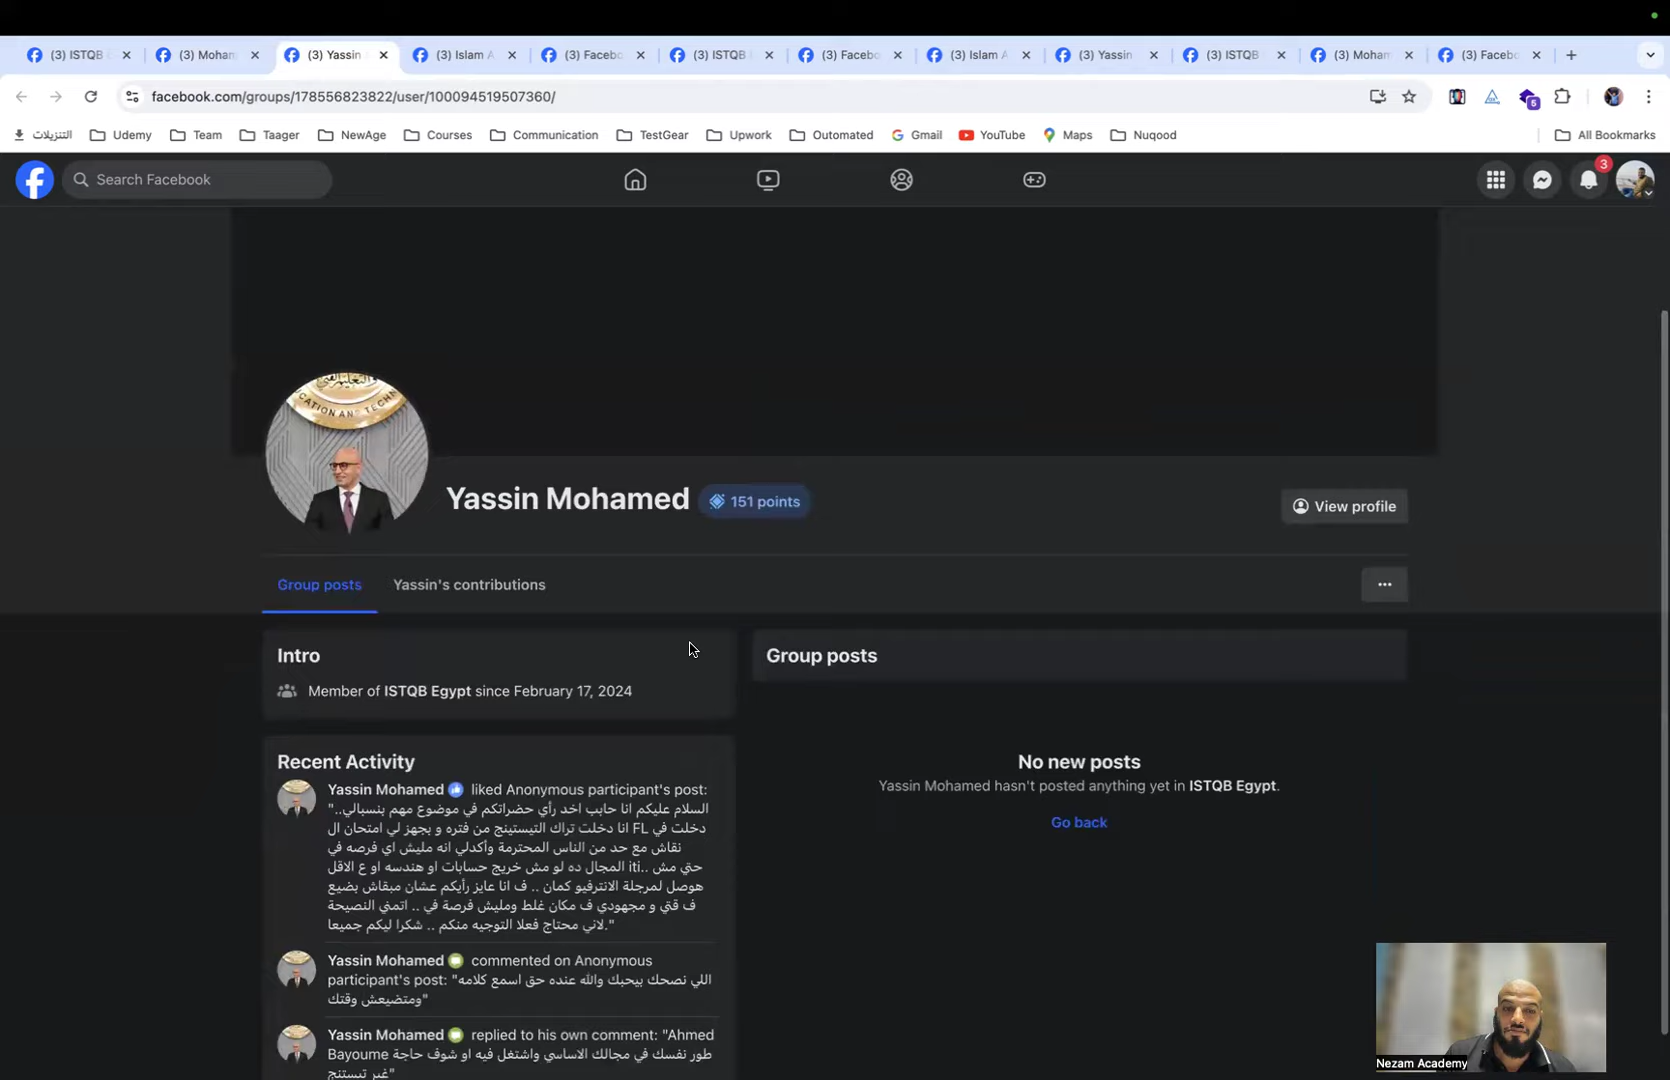 (3) ISTQB
(3) Moham
(3) Yassin
(3) Islam A
(3) Facebo
(3) ISTQB
(3) Facebo
(3) Islam A
(3) Yassin
(3) ISTQB
(3) Moham
(3) Facebo
facebook.com/groups/178556823822/user/100094519507360/
5
التنزيلات
Udemy
Team
Taager
NewAge
Courses
Communication
TestGear
Upwork
Outomated
Gmail
YouTube
Maps
Nuqood
All Bookmarks
Search Facebook
3
CATION AND TECHN
Yassin Mohamed
151 points
View profile
Group posts
Yassin's contributions
Intro
Member of ISTQB Egypt since February 17, 2024
Recent Activity
Yassin Mohamed liked Anonymous participant's post:
"السلام عليكم انا حابب اخد رأي حضراتكم في موضوع مهم بنسبالي..
دخلت في FL انا دخلت تراك التيستينج من فتره و بجهز لي امتحان ال
نقاش مع حد من الناس المحترمة وأكدلي انه مليش اي فرصه في
حتي مش ..iti المجال ده لو مش خريج حسابات او هندسه او ع الاقل
هوصل لمرحلة الانترفيو كمان .. ف انا عايز رأيكم عشان مبقاش بضيع
ف قتي و مجهودي ف مكان غلط ومليش فرصة في .. اتمني النصيحة
لاني محتاج فعلا التوجيه منكم .. شكرا ليكم جميعا."
Yassin Mohamed commented on Anonymous
participant's post: "اللي نصحك بيحبك والله عنده حق اسمع كلامه
ومتضيعش وقتك"
Yassin Mohamed replied to his own comment: "Ahmed
Bayoume طور نفسك في مجالك الاساسي واشتغل فيه او شوف حاجة
غير تيستنج"
Group posts
No new posts
Yassin Mohamed hasn't posted anything yet in ISTQB Egypt.
Go back
Nezam Academy